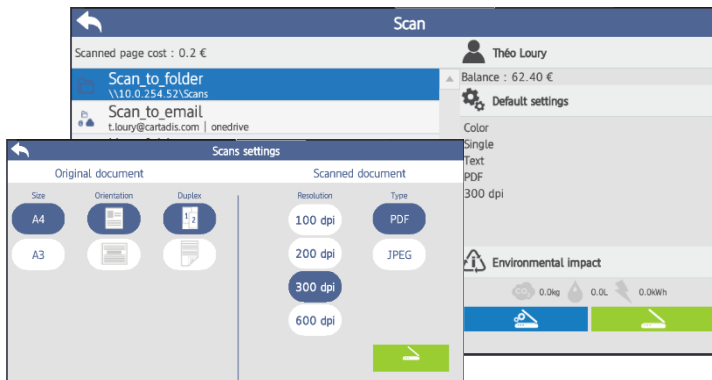 Scan
Scanned page cost : 0.2 €
Théo Loury
Scan_to_folder
\\10.0.254.52\Scans
Balance : 62.40 €
Default settings
Scan_to_email
t.loury@cartadis.com | onedrive
Color
Single
Text
PDF
300 dpi
Environmental impact
CO₂ 0.0kg 0.0L 0.0kWh
Scans settings
Original document
Scanned document
Size Orientation Duplex Resolution Type
A4 1 2 100 dpi PDF
A3 200 dpi JPEG
300 dpi
600 dpi